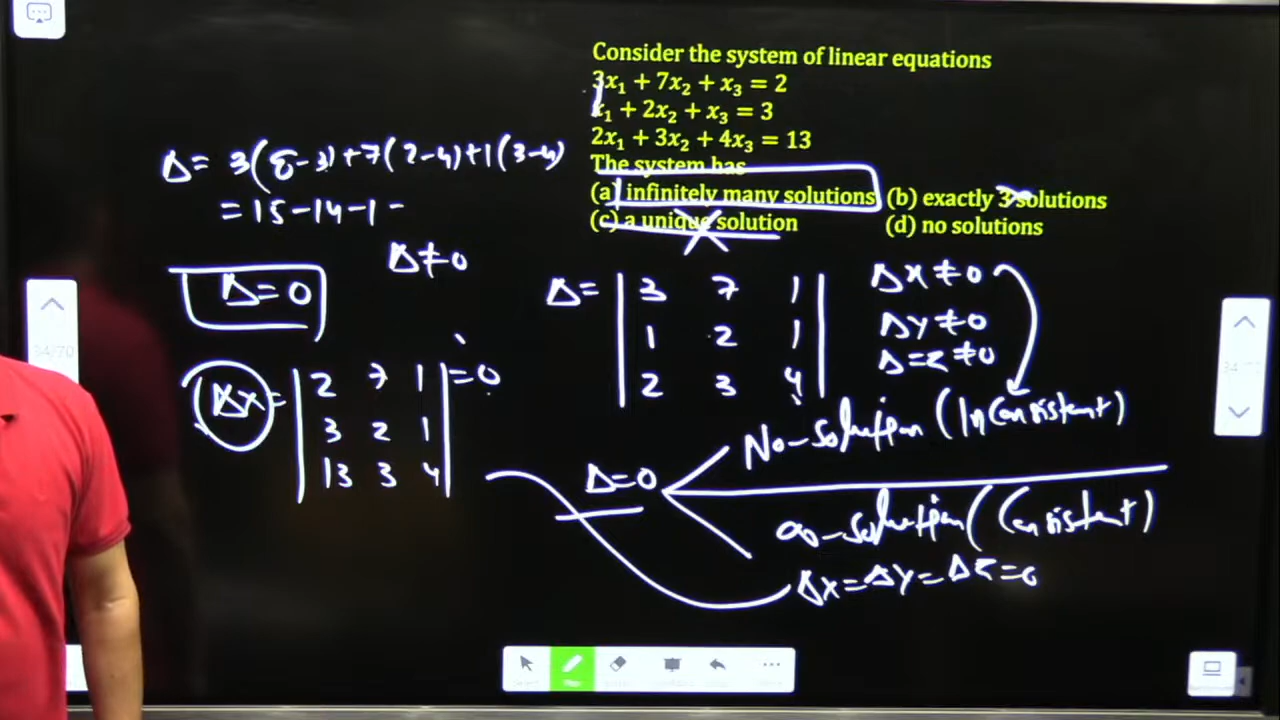 Consider the system of linear equations
3x₁ + 7x₂ + x₃ = 2
x₁ + 2x₂ + x₃ = 3
2x₁ + 3x₂ + 4x₃ = 13
The system has
(a) infinitely many solutions (b) exactly 3 solutions
(c) a unique solution (d) no solutions
Δ = 3(8-3)+7(2-4)+1(3-4)
= 15-14-1-
Δ≠0
Δ=0
Δx = | 2 7 1 | = 0
3 2 1
13 3 4
Δ = | 3 7 1 |
1 2 1
2 3 4
Δx ≠ 0
Δy ≠ 0
Δ=z ≠ 0
Δ=0
No-solution (Inconsistent)
∞-solution (Consistent)
Δx=Δy=Δz=0
34/70